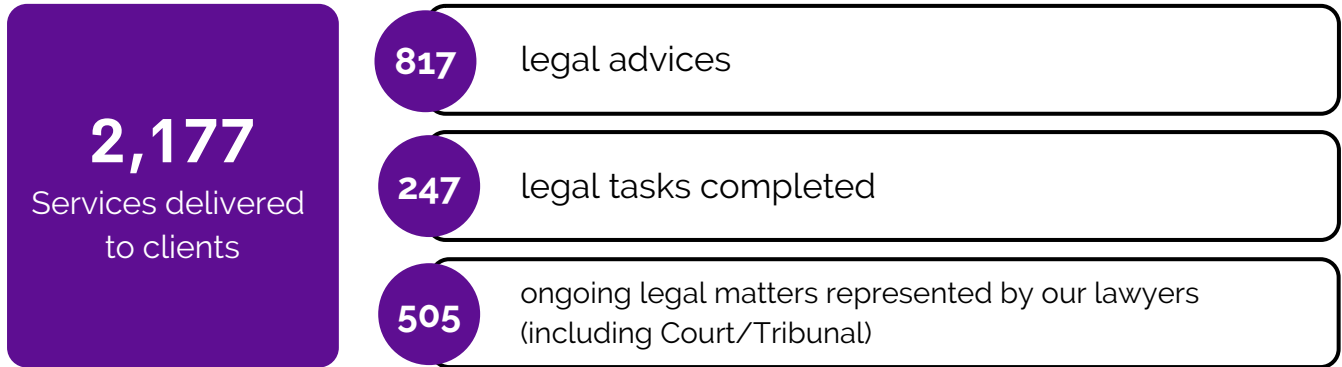 2,177
Services delivered
to clients
817
legal advices
247
legal tasks completed
505
ongoing legal matters represented by our lawyers
(including Court/Tribunal)